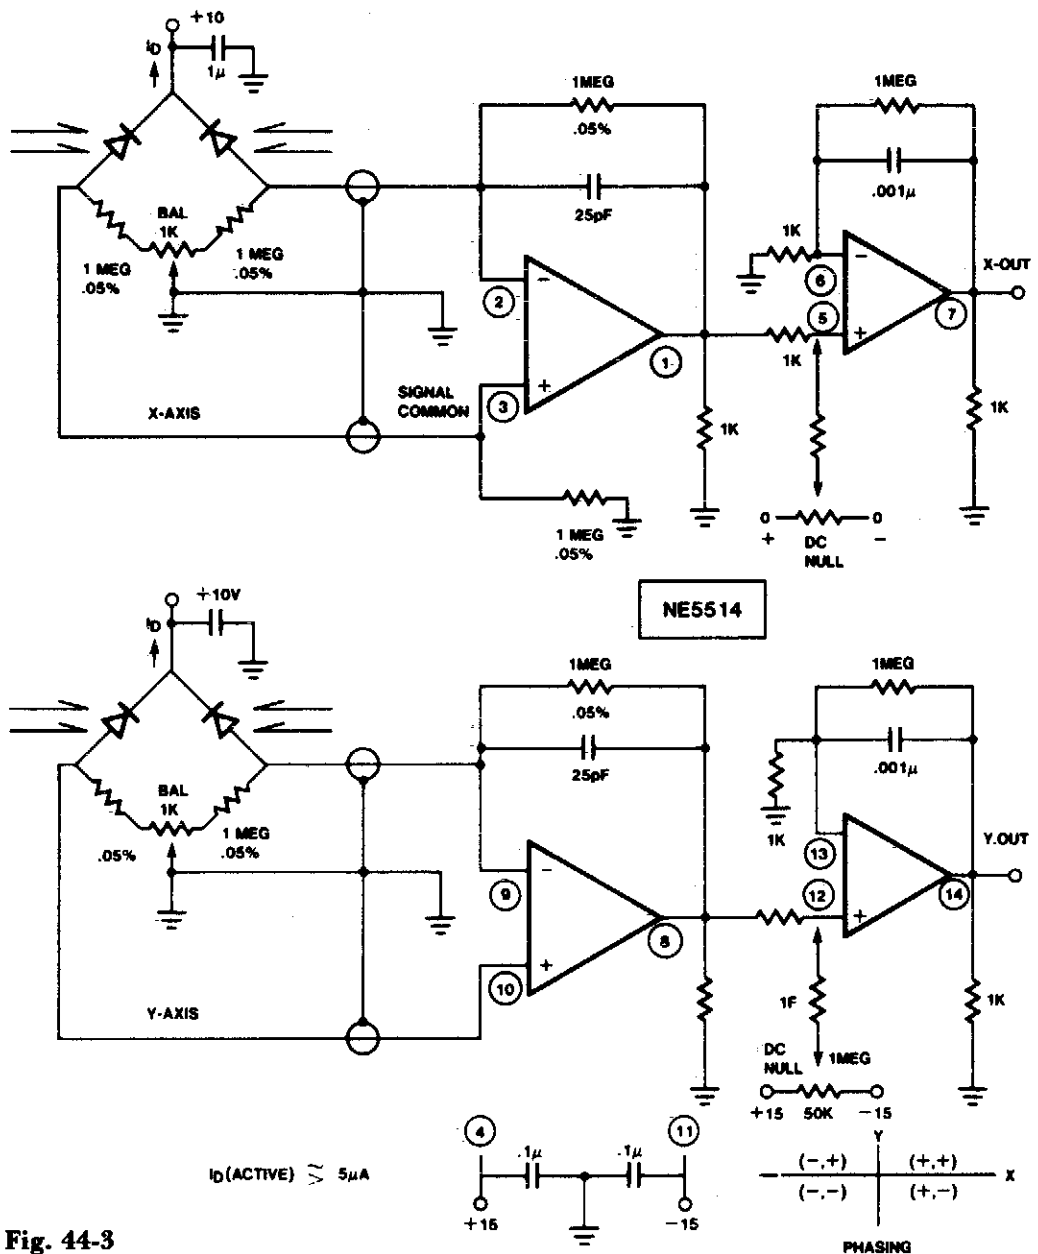 +10
ID
1μ
1MEG
.05%
25pF
1MEG
.001μ
BAL
1K
1 MEG
.05%
1 MEG
.05%
1K
6
5
7
X-OUT
2
−
−
+
1
1K
X-AXIS
SIGNAL
COMMON
3
+
1K
1K
1 MEG
.05%
0 0
+ −
DC
NULL
NE5514
+10V
ID
1MEG
.05%
25pF
1MEG
.001μ
BAL
1K
.05%
1 MEG
.05%
1K
13
12
+
14
Y.OUT
9
−
8
10
+
Y-AXIS
1F
1K
DC
NULL
1MEG
+15 50K −15
4
11
.1μ
.1μ
+15
−15
ID(ACTIVE) ≳ 5μA
Y
(−,+) (+,+)
− X
(−,−) (+,−)
PHASING
Fig. 44-3